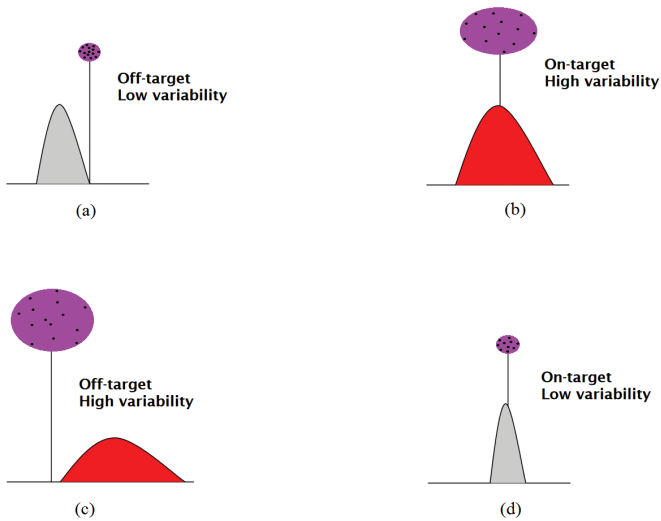 Off-target
Low variability
(a)
On-target
High variability
(b)
Off-target
High variability
(c)
On-target
Low variability
(d)